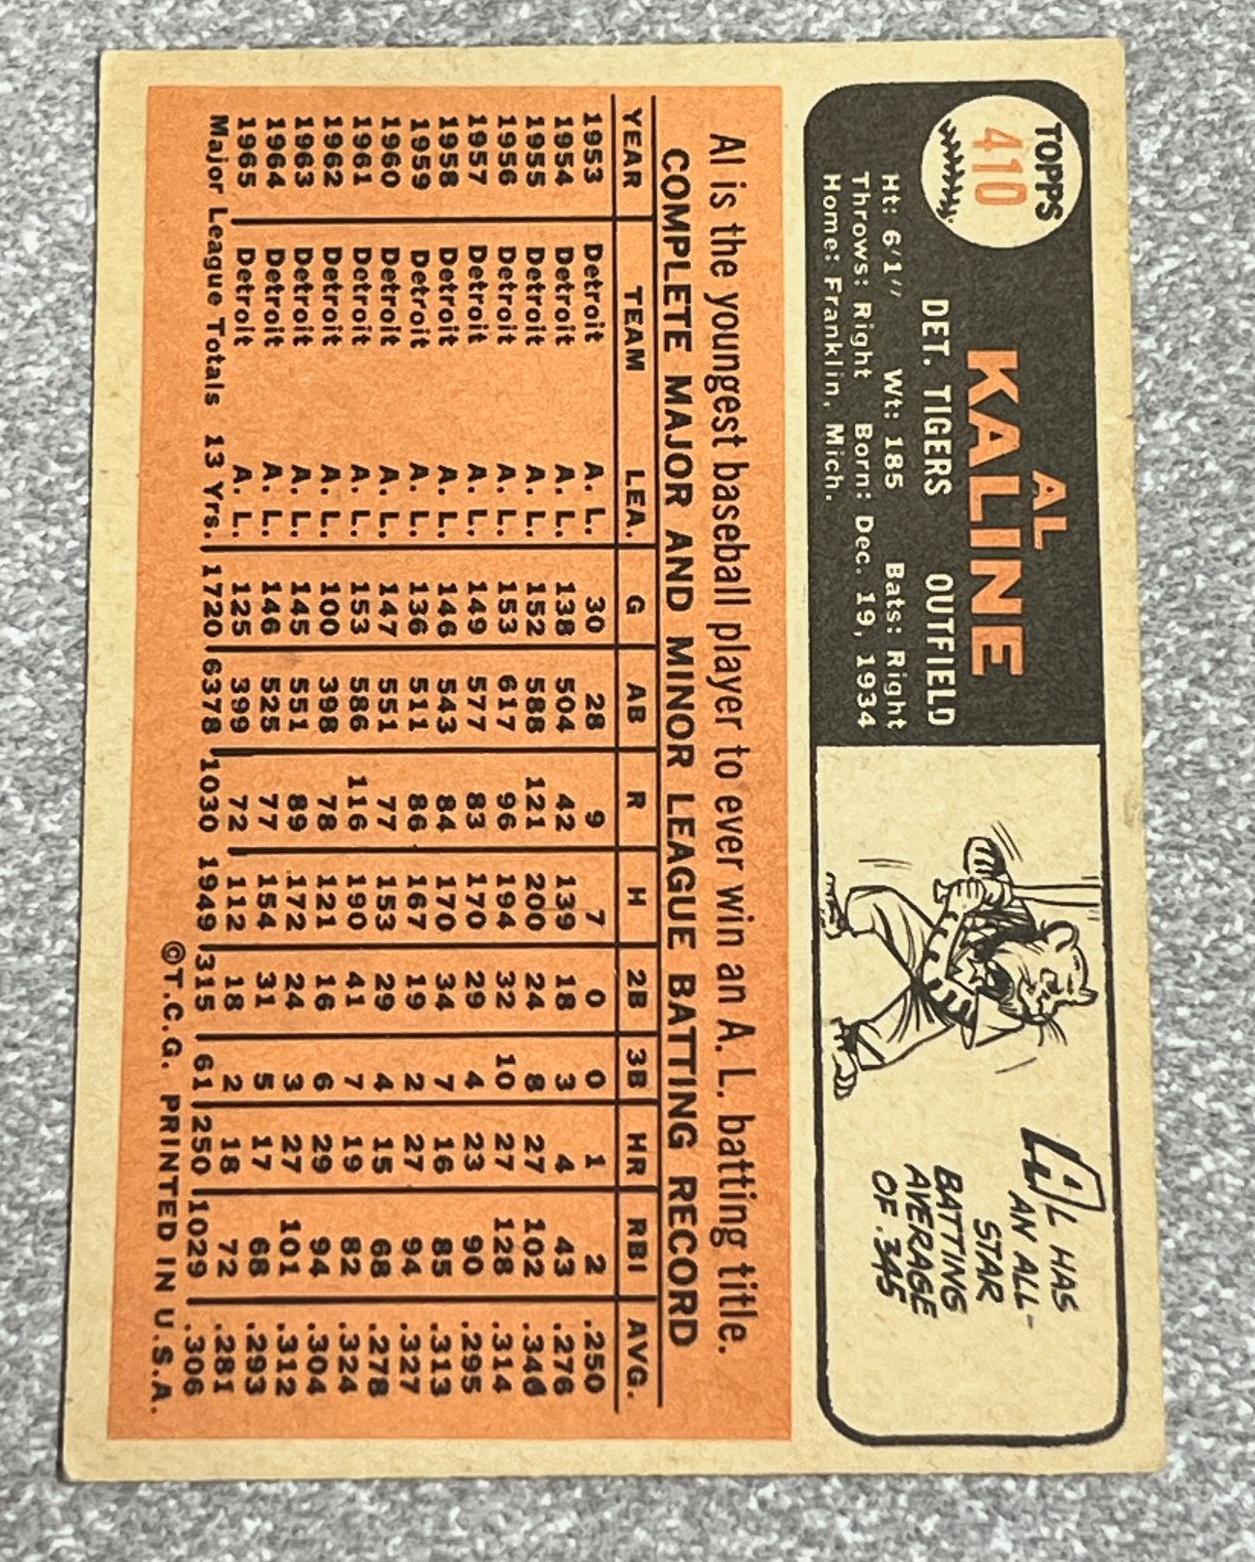 TOPPS
410
AL
KALINE
DET. TIGERS OUTFIELD
Ht: 6'1" Wt: 185 Bats: Right
Throws: Right Born: Dec. 19, 1934
Home: Franklin, Mich.
AL HAS
AN ALL-
STAR
BATTING
AVERAGE
OF .345
Al is the youngest baseball player to ever win an A. L. batting title.
COMPLETE MAJOR AND MINOR LEAGUE BATTING RECORD
YEAR TEAM LEA. G AB R H 2B 3B HR RBI AVG.
1953 Detroit A. L. 30 28 9 7 0 0 1 2 .250
1954 Detroit A. L. 138 504 42 139 18 3 4 43 .276
1955 Detroit A. L. 152 588 121 200 24 8 27 102 .346
1956 Detroit A. L. 153 617 96 194 32 10 27 128 .314
1957 Detroit A. L. 149 577 83 170 29 4 23 90 .295
1958 Detroit A. L. 146 543 84 170 34 7 16 85 .313
1959 Detroit A. L. 136 511 86 167 19 2 27 94 .327
1960 Detroit A. L. 147 551 77 153 29 4 15 68 .278
1961 Detroit A. L. 153 586 116 190 41 7 19 82 .324
1962 Detroit A. L. 100 398 78 121 16 6 29 94 .304
1963 Detroit A. L. 145 551 89 172 24 3 27 101 .312
1964 Detroit A. L. 146 525 77 154 31 5 17 68 .293
1965 Detroit A. L. 125 399 72 112 18 2 18 72 .281
Major League Totals 13 Yrs. 1720 6378 1030 1949 315 61 250 1029 .306
©T.C.G. PRINTED IN U.S.A.